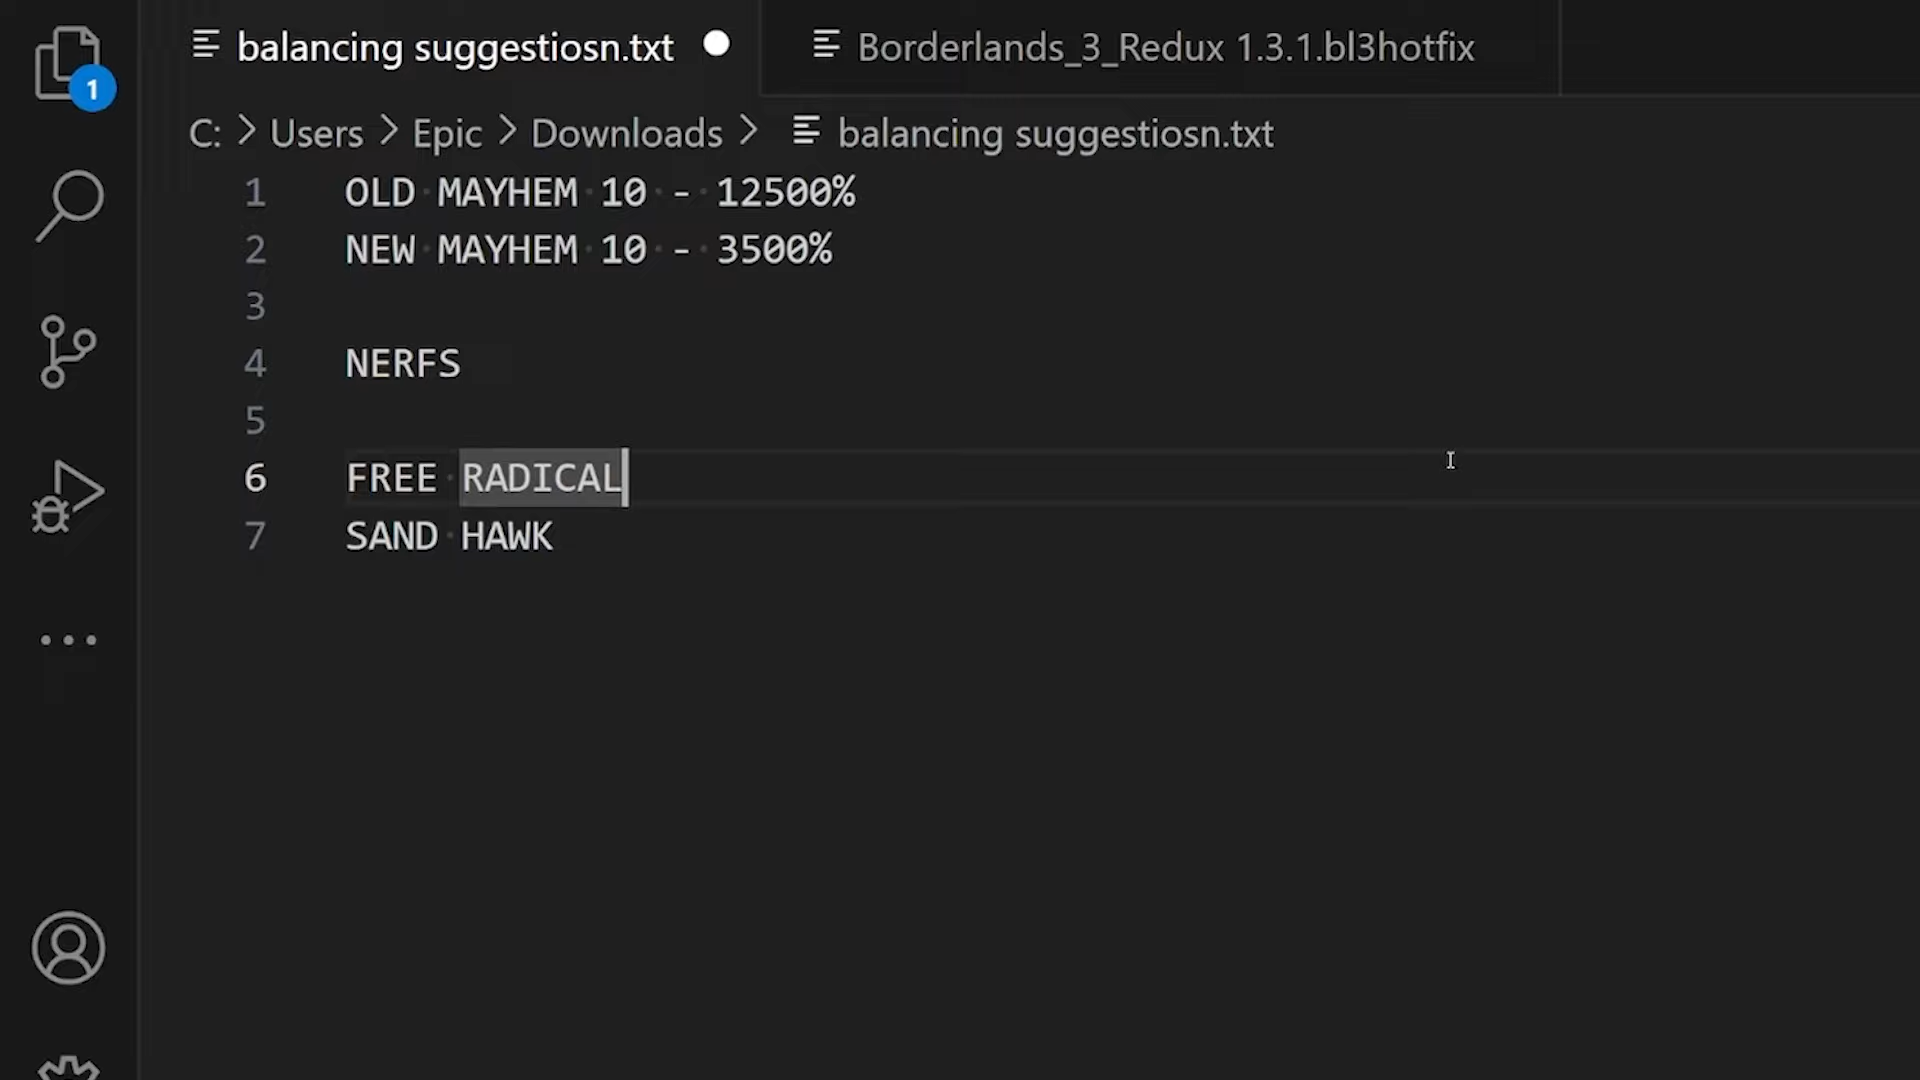 balancing suggestiosn.txt
Borderlands_3_Redux 1.3.1.bl3hotfix
1
C: > Users > Epic > Downloads > balancing suggestiosn.txt
1 OLD MAYHEM 10 - 12500%
2 NEW MAYHEM 10 - 3500%
3
4 NERFS
5
6 FREE RADICAL
7 SAND HAWK